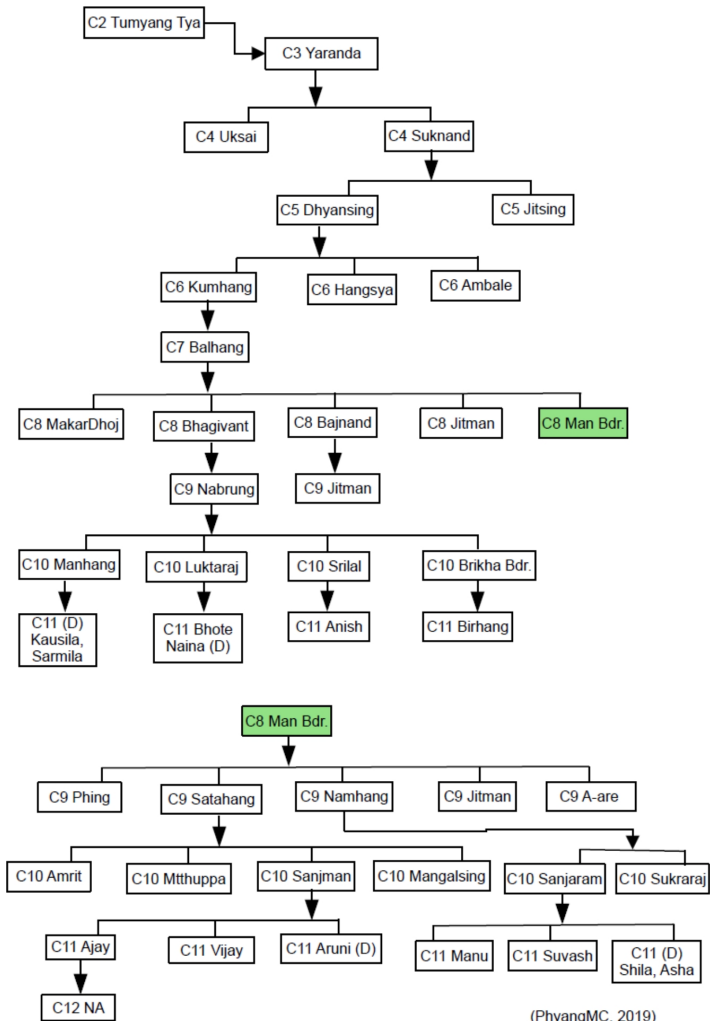 C2 Tumyang Tya
C3 Yaranda
C4 Uksai
C4 Suknand
C5 Dhyansing
C5 Jitsing
C6 Kumhang
C6 Hangsya
C6 Ambale
C7 Balhang
C8 MakarDhoj
C8 Bhagivant
C8 Bajnand
C8 Jitman
C8 Man Bdr.
C9 Nabrung
C9 Jitman
C10 Manhang
C10 Luktaraj
C10 Srilal
C10 Brikha Bdr.
C11 (D)
Kausila,
Sarmila
C11 Bhote
Naina (D)
C11 Anish
C11 Birhang
C8 Man Bdr.
C9 Phing
C9 Satahang
C9 Namhang
C9 Jitman
C9 A-are
C10 Amrit
C10 Mtthuppa
C10 Sanjman
C10 Mangalsing
C10 Sanjaram
C10 Sukraraj
C11 Ajay
C11 Vijay
C11 Aruni (D)
C11 Manu
C11 Suvash
C11 (D)
Shila, Asha
C12 NA
(PhyangMC, 2019)